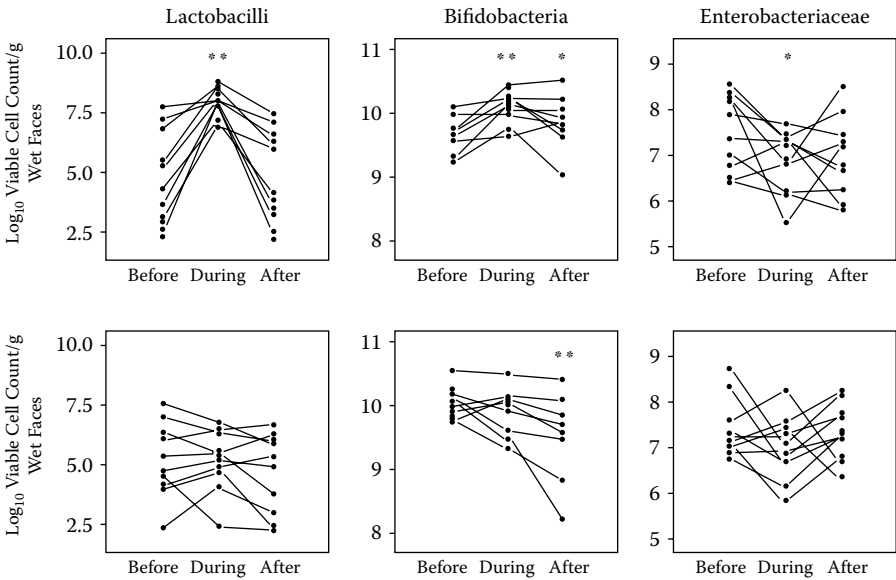 Lactobacilli
Bifidobacteria
Enterobacteriaceae
Log10 Viable Cell Count/g
Wet Faces
10.0
7.5
5.0
2.5
**
Before During After
11
10
9
8
** *
Before During After
9
8
7
6
5
*
Before During After
Log10 Viable Cell Count/g
Wet Faces
10.0
7.5
5.0
2.5
Before During After
11
10
9
8
**
Before During After
9
8
7
6
5
Before During After